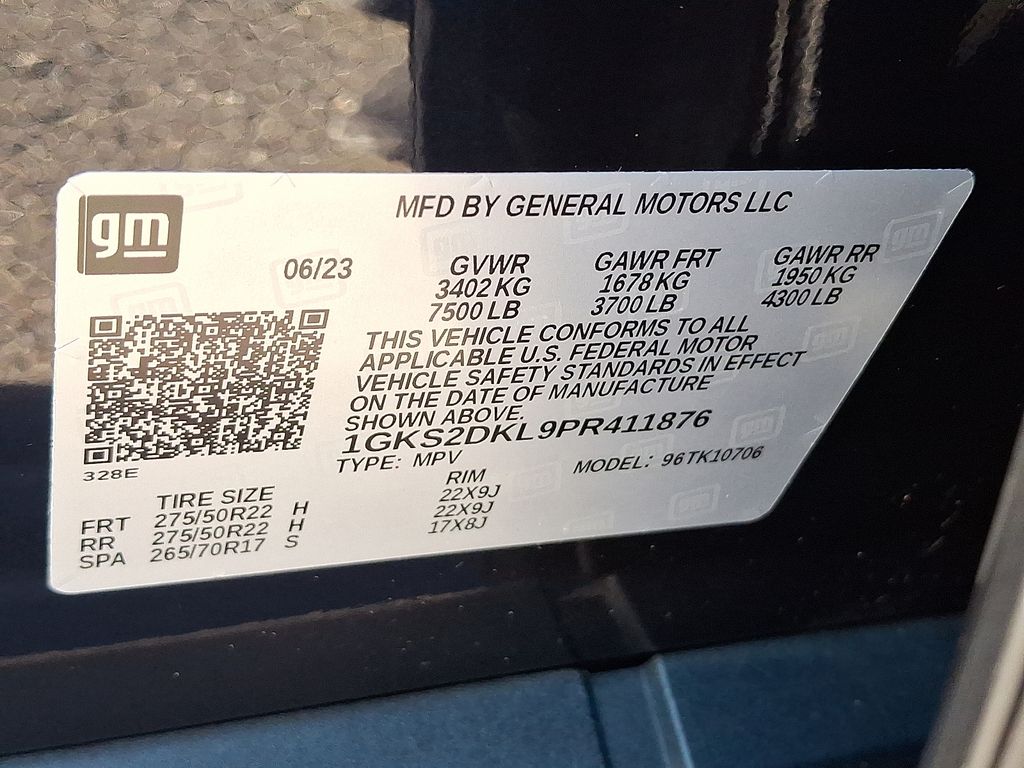 gm
MFD BY GENERAL MOTORS LLC
06/23 GVWR GAWR FRT GAWR RR
3402 KG 1678 KG 1950 KG
7500 LB 3700 LB 4300 LB
THIS VEHICLE CONFORMS TO ALL
APPLICABLE U.S. FEDERAL MOTOR
VEHICLE SAFETY STANDARDS IN EFFECT
ON THE DATE OF MANUFACTURE
SHOWN ABOVE.
1GKS2DKL9PR411876
TYPE: MPV MODEL: 96TK10706
328E
TIRE SIZE RIM
FRT 275/50R22 H 22X9J
RR 275/50R22 H 22X9J
SPA 265/70R17 S 17X8J